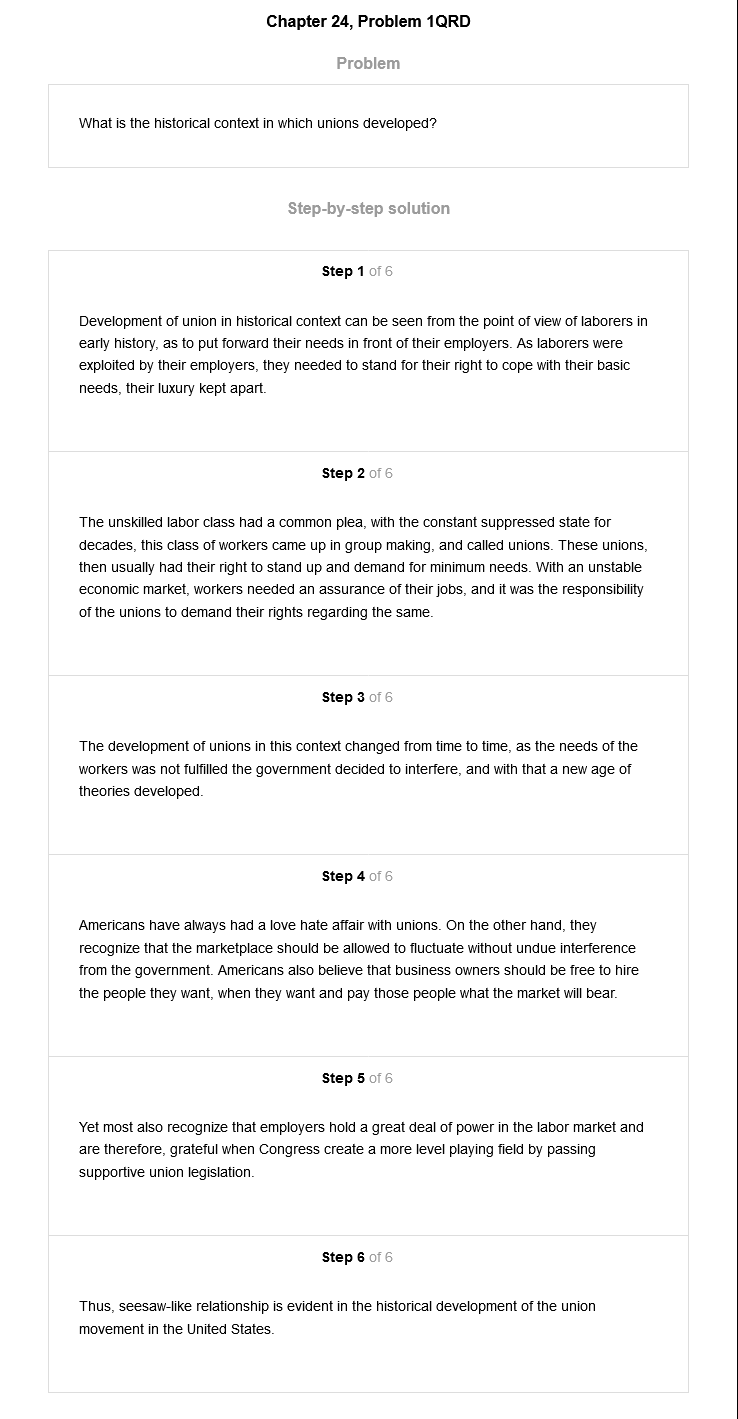 Chapter 24, Problem 1QRD
Problem
What is the historical context in which unions developed?
Step-by-step solution
Step 1 of 6
Development of union in historical context can be seen from the point of view of laborers in
early history, as to put forward their needs in front of their employers. As laborers were
exploited by their employers, they needed to stand for their right to cope with their basic
needs, their luxury kept apart.
Step 2 of 6
The unskilled labor class had a common plea, with the constant suppressed state for
decades, this class of workers came up in group making, and called unions. These unions,
then usually had their right to stand up and demand for minimum needs. With an unstable
economic market, workers needed an assurance of their jobs, and it was the responsibility
of the unions to demand their rights regarding the same.
Step 3 of 6
The development of unions in this context changed from time to time, as the needs of the
workers was not fulfilled the government decided to interfere, and with that a new age of
theories developed.
Step 4 of 6
Americans have always had a love hate affair with unions. On the other hand, they
recognize that the marketplace should be allowed to fluctuate without undue interference
from the government. Americans also believe that business owners should be free to hire
the people they want, when they want and pay those people what the market will bear.
Step 5 of 6
Yet most also recognize that employers hold a great deal of power in the labor market and
are therefore, grateful when Congress create a more level playing field by passing
supportive union legislation.
Step 6 of 6
Thus, seesaw-like relationship is evident in the historical development of the union
movement in the United States.